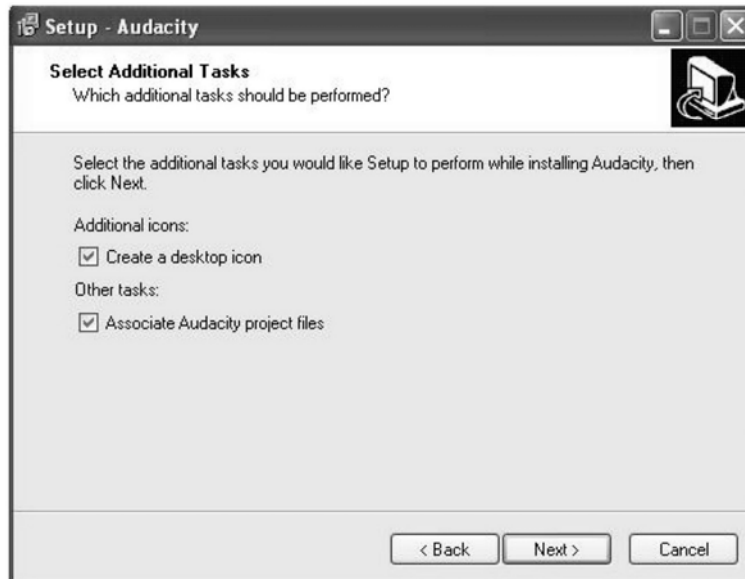 Setup - Audacity
Select Additional Tasks
Which additional tasks should be performed?
Select the additional tasks you would like Setup to perform while installing Audacity, then
click Next.
Additional icons:
Create a desktop icon
Other tasks:
Associate Audacity project files
< Back
Next >
Cancel